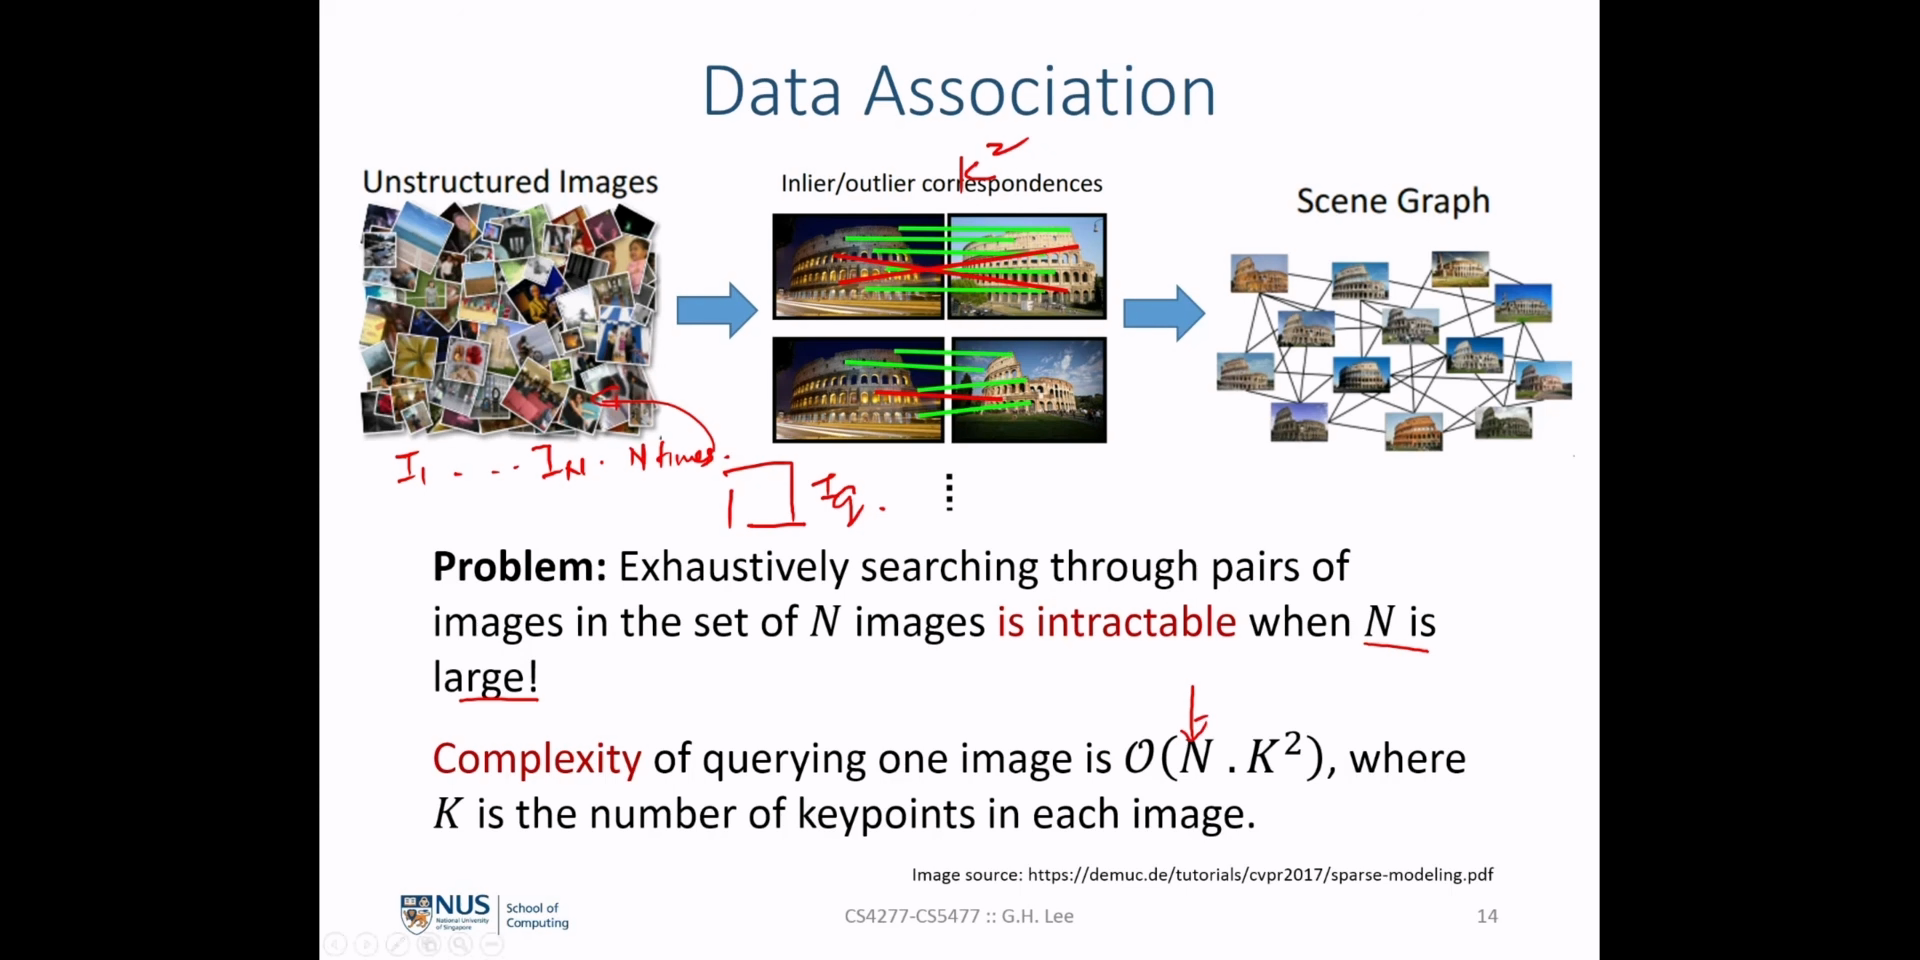 Data Association
K²
Unstructured Images
Inlier/outlier correspondences
Scene Graph
I₁ . . . . I_N . N times.
I_q .
Problem: Exhaustively searching through pairs of
images in the set of N images is intractable when N is
large!
Complexity of querying one image is 𝒪(N . K²), where
K is the number of keypoints in each image.
Image source: https://demuc.de/tutorials/cvpr2017/sparse-modeling.pdf
NUS
National University
of Singapore
School of
Computing
CS4277-CS5477 :: G.H. Lee
14